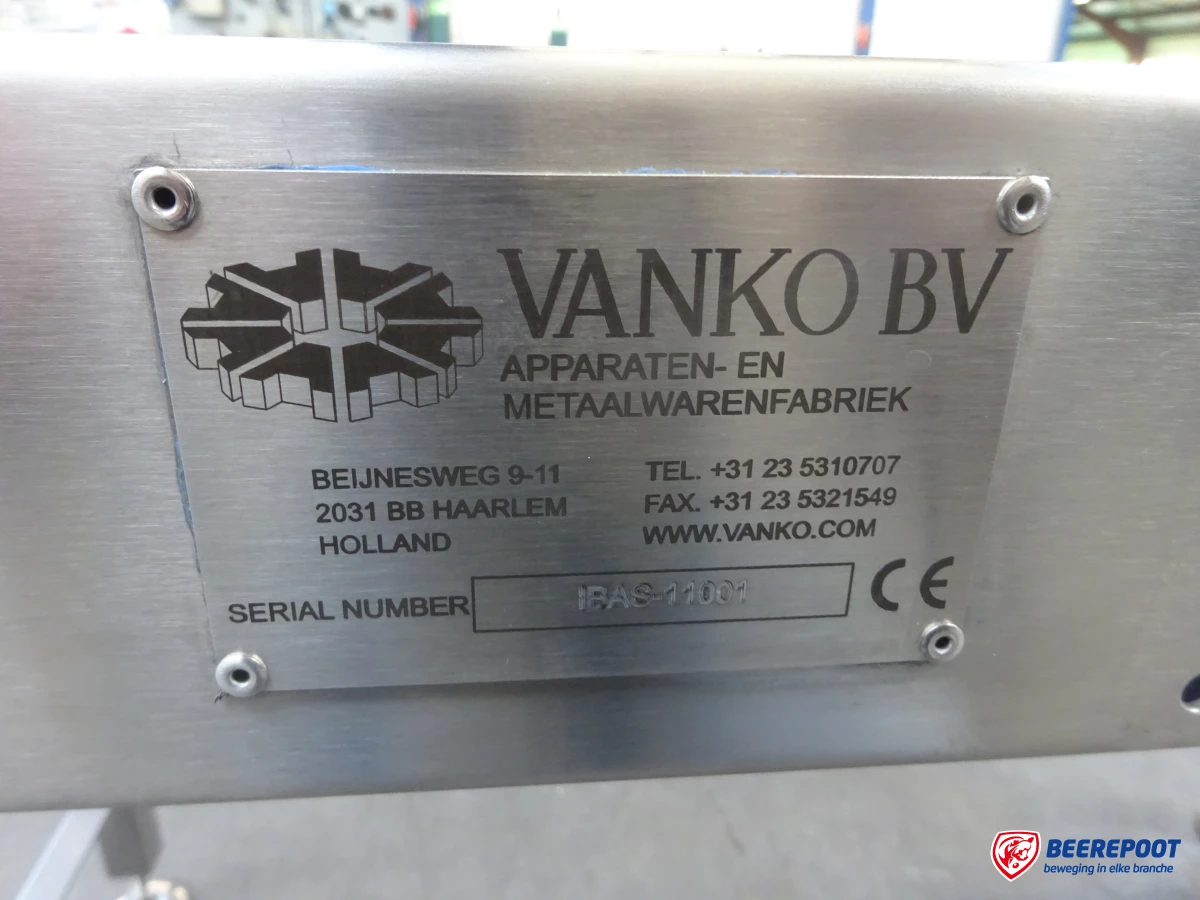 VANKO BV
APPARATEN- EN
METAALWARENFABRIEK
BEIJNESWEG 9-11
2031 BB HAARLEM
HOLLAND
TEL. +31 23 5310707
FAX. +31 23 5321549
WWW.VANKO.COM
SERIAL NUMBER IBAS-11001 CE
BEEREPOOT
beweging in elke branche